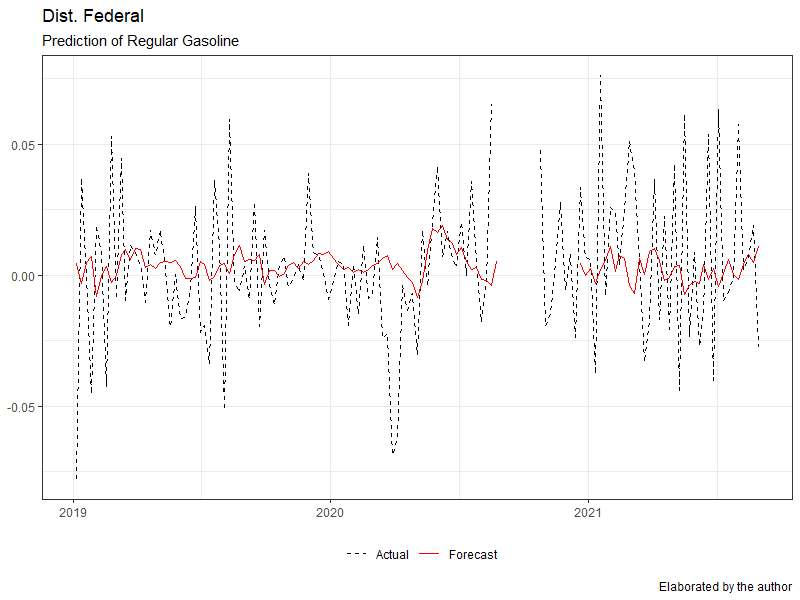 Dist. Federal
Prediction of Regular Gasoline
0.05
0.00
-0.05
2019
2020
2021
Actual
Forecast
Elaborated by the author